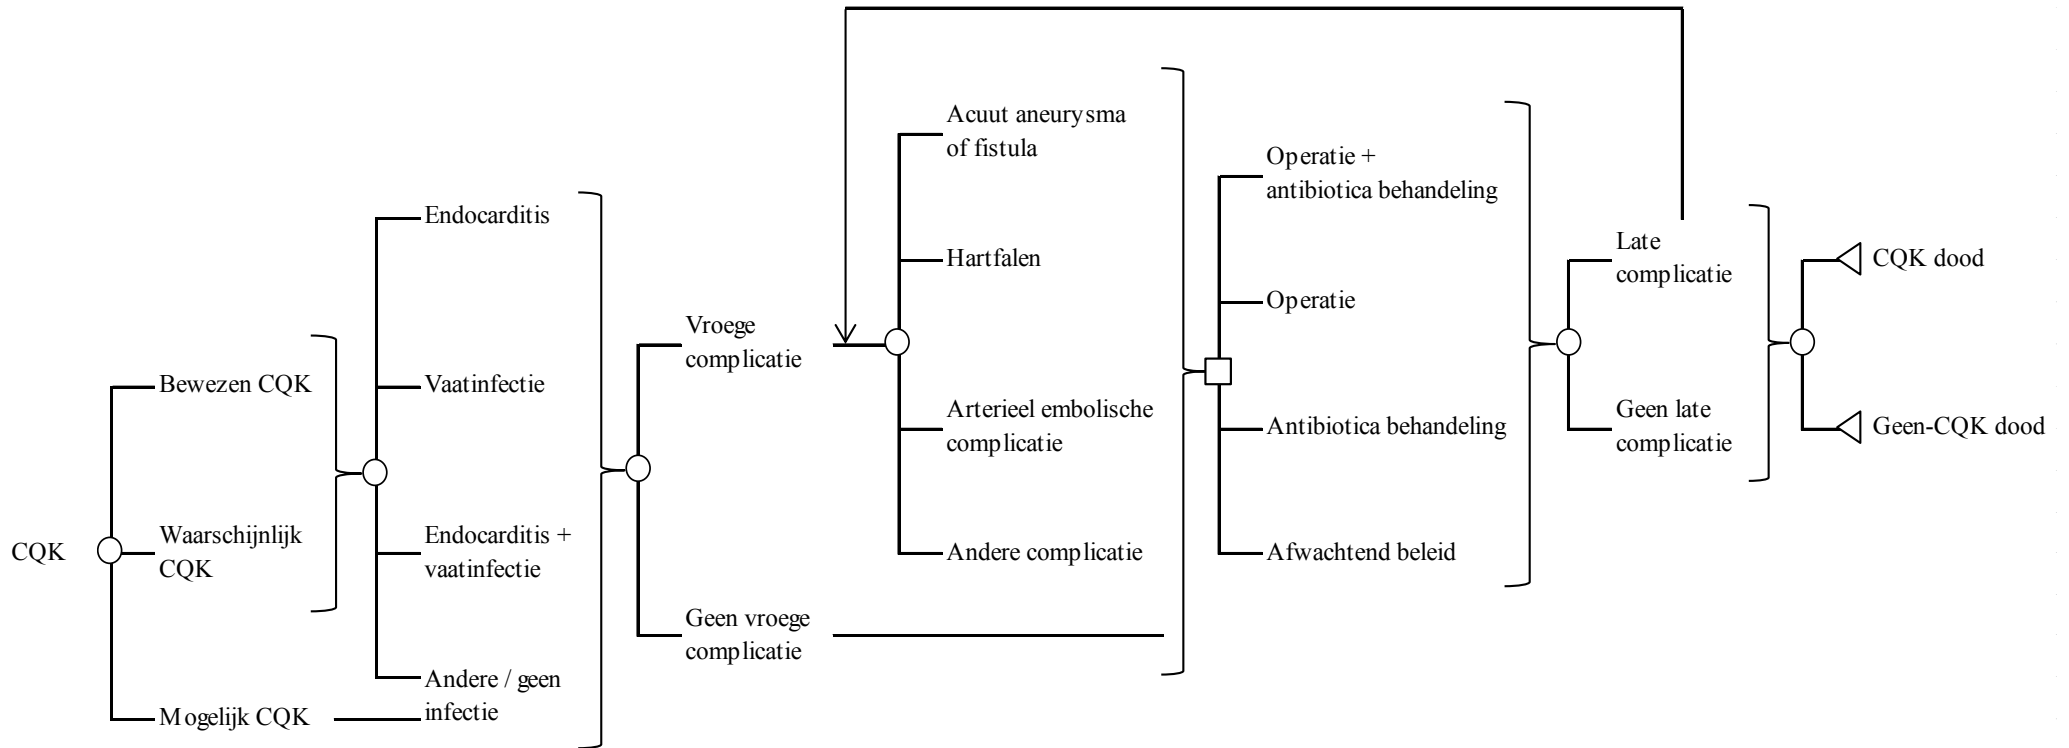 CQK
Bewezen CQK
Waarschijnlijk
CQK
Mogelijk CQK
Endocarditis
Vaatinfectie
Endocarditis +
vaatinfectie
Andere / geen
infectie
Vroege
complicatie
Geen vroege
complicatie
Acuut aneurysma
of fistula
Hartfalen
Arterieel embolische
complicatie
Andere complicatie
Operatie +
antibiotica behandeling
Operatie
Antibiotica behandeling
Afwachtend beleid
Late
complicatie
Geen late
complicatie
CQK dood
Geen-CQK dood